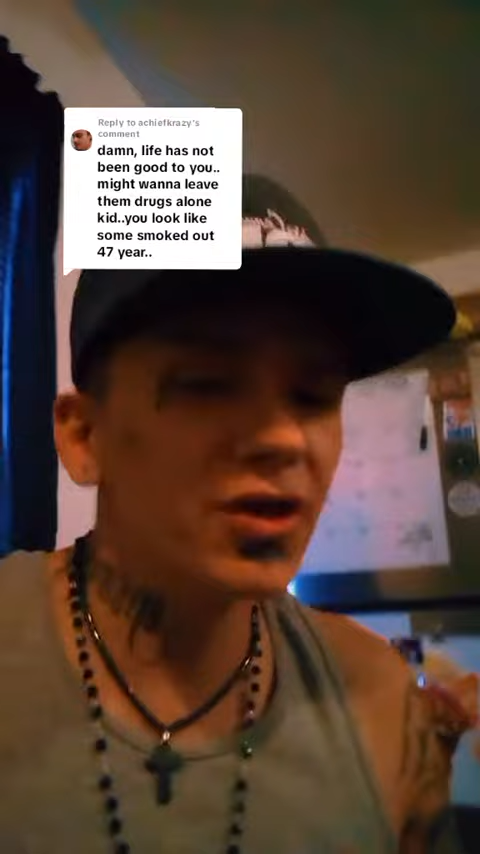 Reply to achiefkrazy's
comment
damn, life has not
been good to you..
might wanna leave
them drugs alone
kid..you look like
some smoked out
47 year..